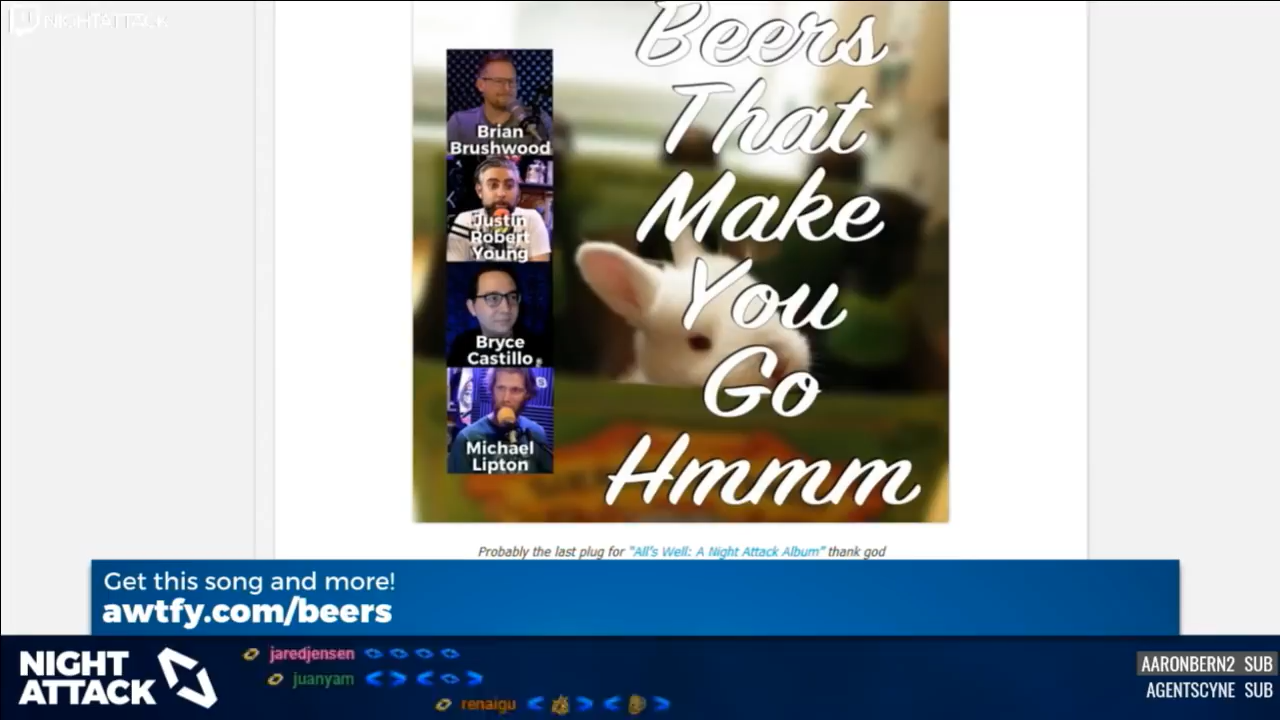 NIGHTATTACK
Beers
That
Make
You
Go
Hmmm
Brian
Brushwood
Justin
Robert
Young
Bryce
Castillo
Michael
Lipton
Probably the last plug for "All's Well: A Night Attack Album" thank god
Get this song and more!
awtfy.com/beers
NIGHT
ATTACK
jaredjensen
juanyam
renaigu
AARONBERN2 SUB
AGENTSCYNE SUB